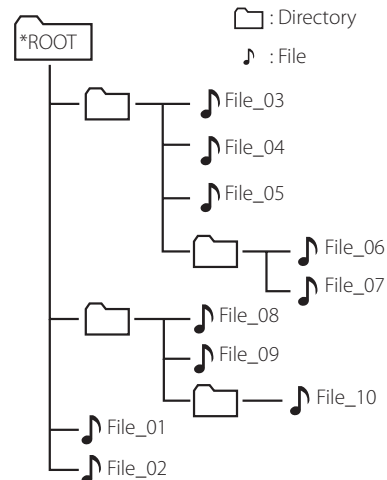 : Directory
*ROOT
: File
File_03
File_04
File_05
File_06
File_07
File_08
File_09
File_10
File_01
File_02